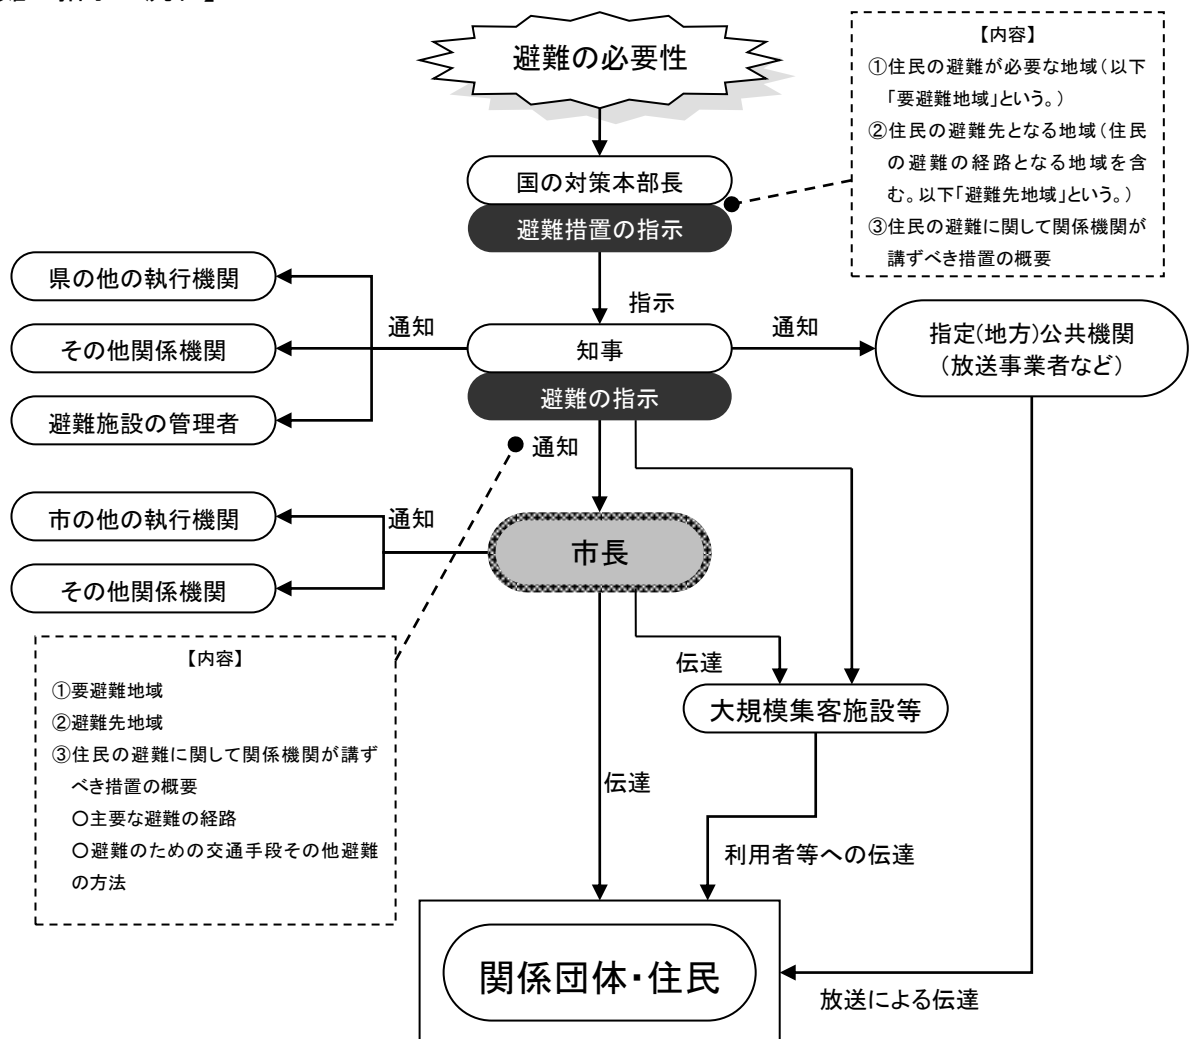 避難の必要性
【内容】
①住民の避難が必要な地域(以下
「要避難地域」という。)
②住民の避難先となる地域(住民
の避難の経路となる地域を含
む。以下「避難先地域」という。)
③住民の避難に関して関係機関が
講ずべき措置の概要
国の対策本部長
避難措置の指示
指示
県の他の執行機関
その他関係機関
避難施設の管理者
通知
知事
避難の指示
通知
指定(地方)公共機関
(放送事業者など)
通知
市の他の執行機関
その他関係機関
通知
市長
【内容】
①要避難地域
②避難先地域
③住民の避難に関して関係機関が講ず
べき措置の概要
○主要な避難の経路
○避難のための交通手段その他避難
の方法
伝達
大規模集客施設等
伝達
利用者等への伝達
関係団体・住民
放送による伝達